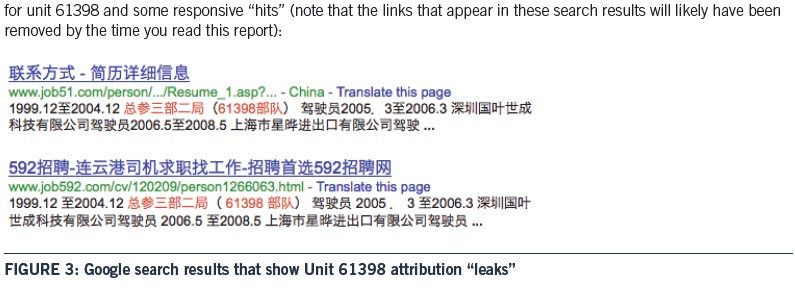 for unit 61398 and some responsive “hits” (note that the links that appear in these search results will likely have been
removed by the time you read this report):
联系方式 - 简历详细信息
www.job51.com/person/.../Resume_1.asp?... - China - Translate this page
1999.12至2004.12 总参三部二局（61398部队） 驾驶员2005．3至2006.3 深圳国叶世成
科技有限公司驾驶员2006.5至2008.5 上海市星晔进出口有限公司驾驶 ...
592招聘-连云港司机求职找工作-招聘首选592招聘网
www.job592.com/cv/120209/person1266063.html - Translate this page
1999.12 至2004.12 总参三部二局（ 61398 部队） 驾驶员 2005 ． 3 至2006.3 深圳国叶
世成科技有限公司驾驶员 2006.5 至2008.5 上海市星晔进出口有限公司驾驶员 ...
FIGURE 3: Google search results that show Unit 61398 attribution “leaks”